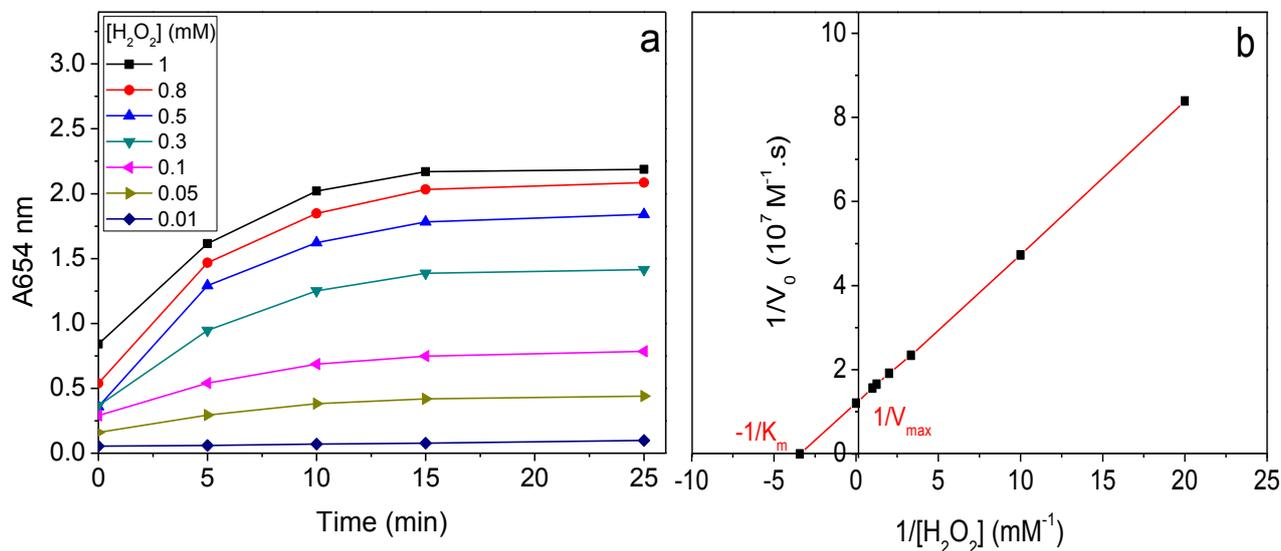 [H₂O₂] (mM)
1
0.8
0.5
0.3
0.1
0.05
0.01
a
3.0
2.5
2.0
1.5
1.0
0.5
0.0
A654 nm
0 5 10 15 20 25
Time (min)
b
10
8
6
4
2
0
1/V₀ (10⁷ M⁻¹.s)
-1/Kₘ
1/Vₘₐₓ
-10 -5 0 5 10 15 20 25
1/[H₂O₂] (mM⁻¹)